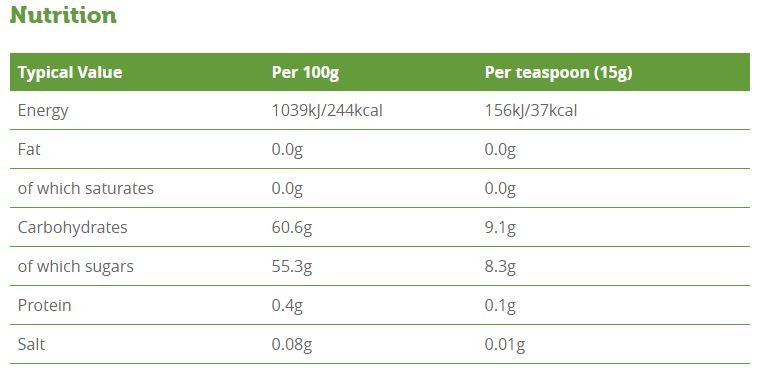 Nutrition
Typical Value Per 100g Per teaspoon (15g)
Energy 1039kJ/244kcal 156kJ/37kcal
Fat 0.0g 0.0g
of which saturates 0.0g 0.0g
Carbohydrates 60.6g 9.1g
of which sugars 55.3g 8.3g
Protein 0.4g 0.1g
Salt 0.08g 0.01g